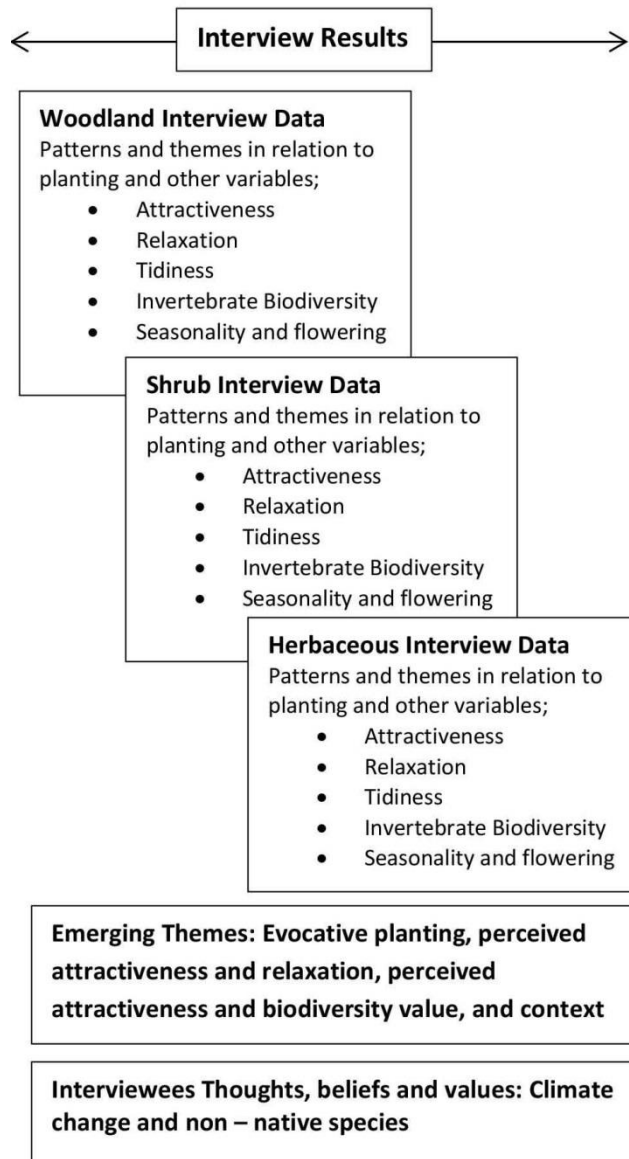 Interview Results
Woodland Interview Data
Patterns and themes in relation to
planting and other variables;
• Attractiveness
• Relaxation
• Tidiness
• Invertebrate Biodiversity
• Seasonality and flowering
Shrub Interview Data
Patterns and themes in relation to
planting and other variables;
• Attractiveness
• Relaxation
• Tidiness
• Invertebrate Biodiversity
• Seasonality and flowering
Herbaceous Interview Data
Patterns and themes in relation to
planting and other variables;
• Attractiveness
• Relaxation
• Tidiness
• Invertebrate Biodiversity
• Seasonality and flowering
Emerging Themes: Evocative planting, perceived
attractiveness and relaxation, perceived
attractiveness and biodiversity value, and context
Interviewees Thoughts, beliefs and values: Climate
change and non – native species